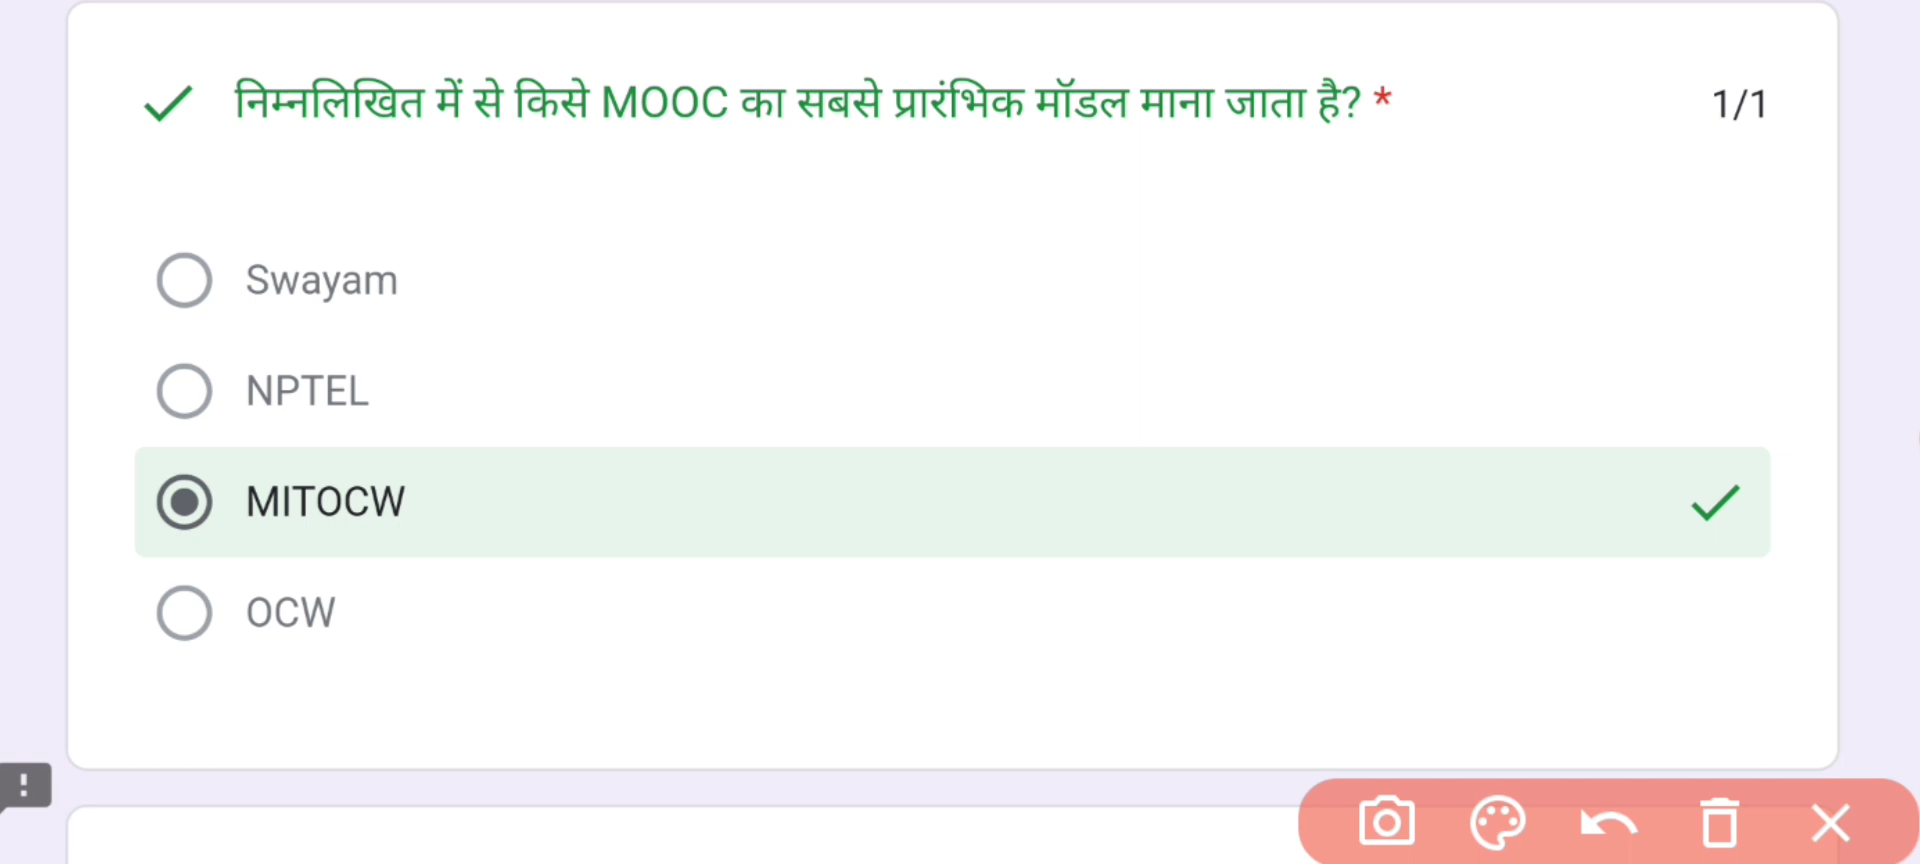 निम्नलिखित में से किसे MOOC का सबसे प्रारंभिक मॉडल माना जाता है? * 1/1
Swayam
NPTEL
MITOCW
OCW